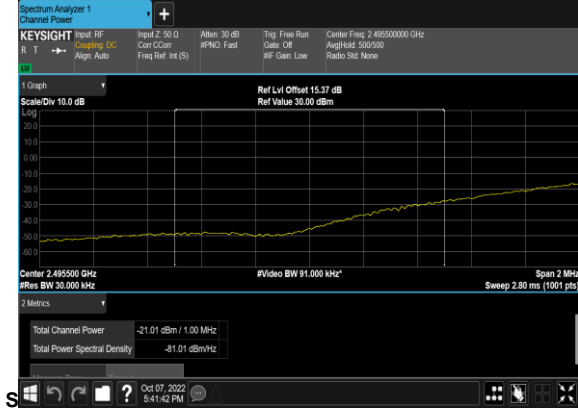 Spectrum Analyzer 1
Channel Power
+
KEYSIGHT Input: RF Input Z: 50 Ω Atten: 30 dB Trig: Free Run Center Freq: 2.495500000 GHz
R T Coupling: DC Corr CCorr #PNO: Fast Gate: Off Avg|Hold: 500/500
Align: Auto Freq Ref: Int (S) #IF Gain: Low Radio Std: None
1 Graph
Ref Lvl Offset 15.37 dB
Scale/Div 10.0 dB Ref Value 30.00 dBm
Log
20.0
10.0
0.00
-10.0
-20.0
-30.0
-40.0
-50.0
-60.0
Center 2.495500 GHz #Video BW 91.000 kHz* Span 2 MHz
#Res BW 30.000 kHz Sweep 2.80 ms (1001 pts)
2 Metrics
Total Channel Power -21.01 dBm / 1.00 MHz
Total Power Spectral Density -81.01 dBm/Hz
S
? Oct 07, 2022
5:41:42 PM